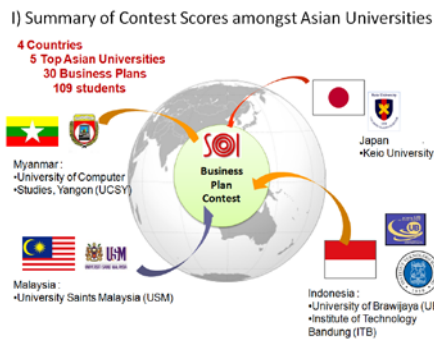 I) Summary of Contest Scores amongst Asian Universities
4 Countries
5 Top Asian Universities
30 Business Plans
109 students
SOI
Business
Plan
Contest
Myanmar :
•University of Computer
•Studies, Yangon (UCSY)
Japan
•Keio University
USM
Malaysia :
•University Saints Malaysia (USM)
UB
Indonesia :
•University of Brawijaya (U
•Institute of Technology
Bandung (ITB)